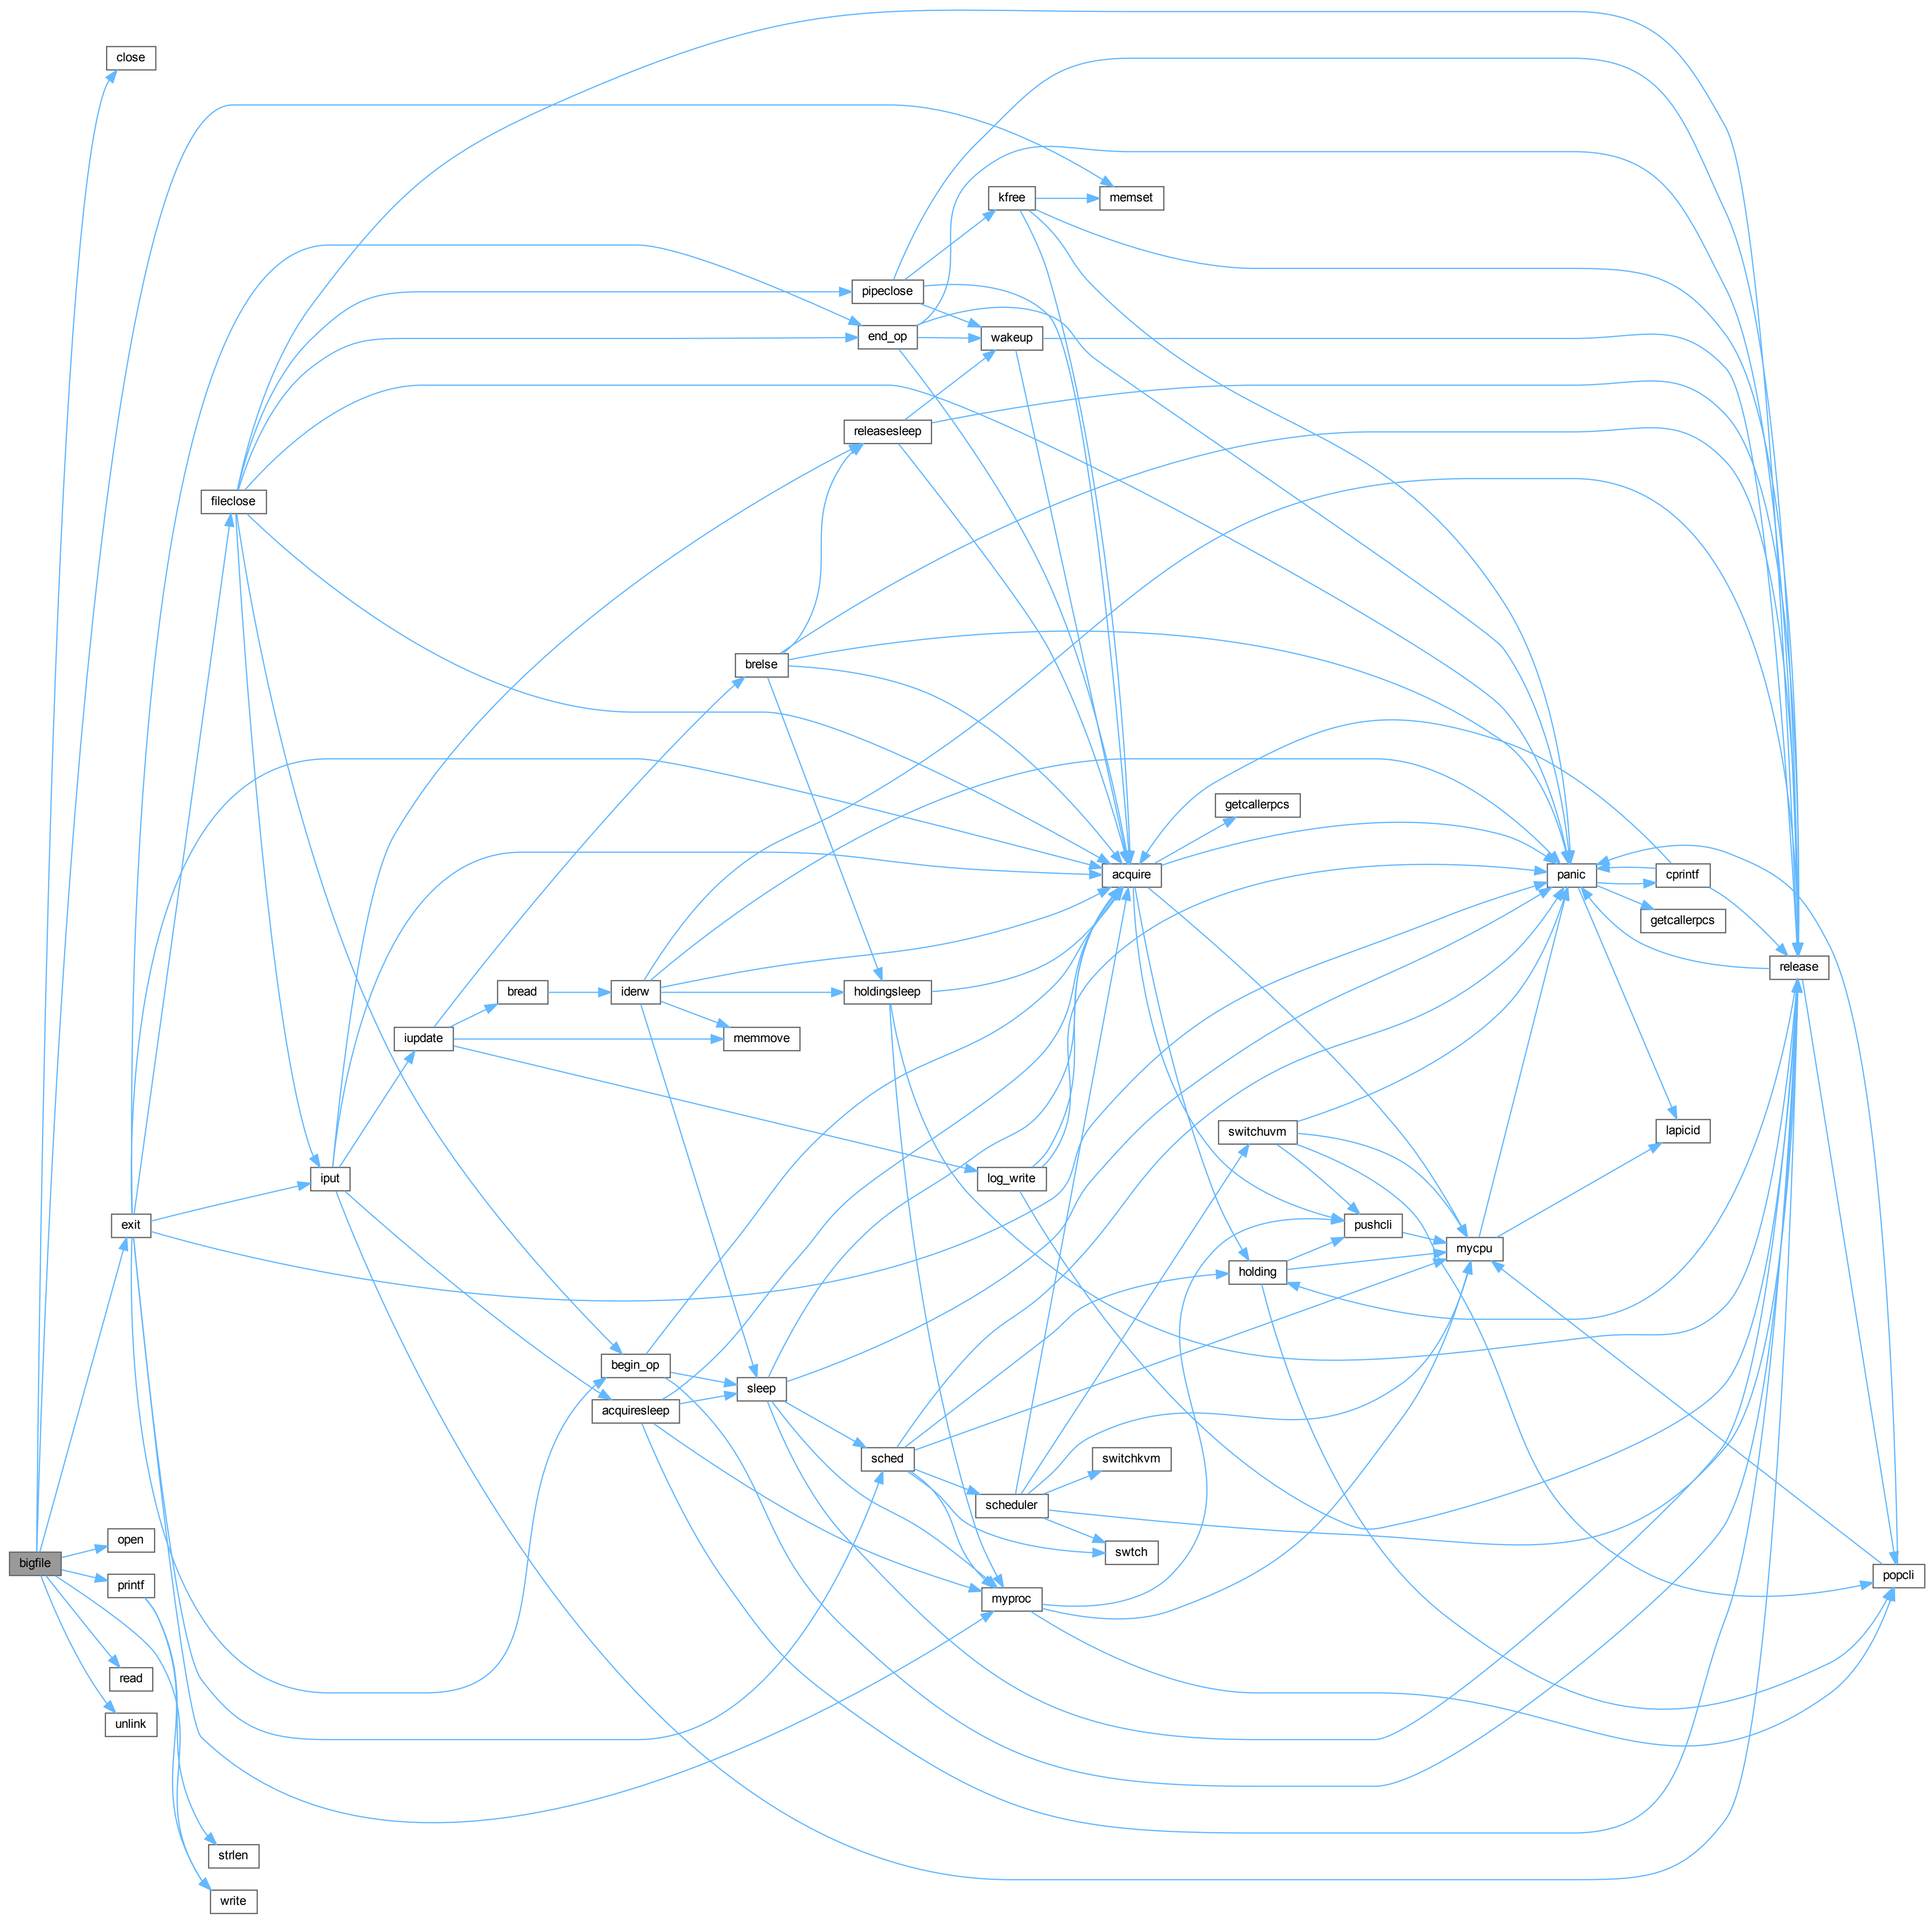 close
kfree
memset
pipeclose
end_op
wakeup
releasesleep
fileclose
brelse
getcallerpcs
acquire
panic
cprintf
getcallerpcs
release
bread
iderw
holdingsleep
iupdate
memmove
switchuvm
lapicid
iput
log_write
exit
pushcli
mycpu
holding
begin_op
sleep
acquiresleep
sched
switchkvm
scheduler
open
swtch
bigfile
popcli
printf
myproc
read
unlink
strlen
write